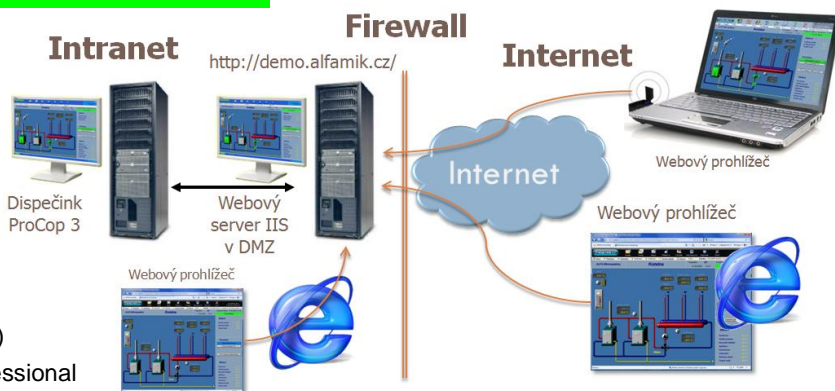 Firewall
Intranet
Internet
http://demo.alfamik.cz/
Internet
Webový prohlížeč
Dispečink
ProCop 3
Webový
server IIS
v DMZ
Webový prohlížeč
Webový prohlížeč
)
essional